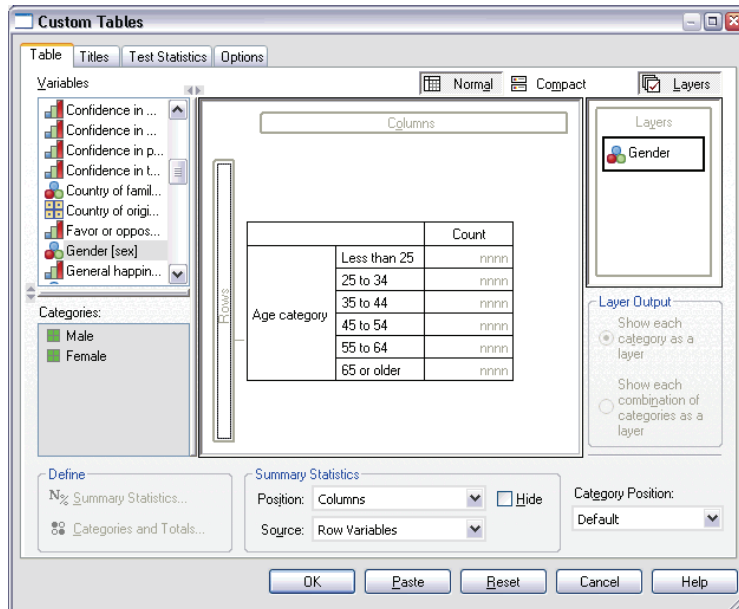 Custom Tables
Table Titles Test Statistics Options
Variables
Normal Compact Layers
Confidence in ...
Confidence in ...
Confidence in p...
Confidence in t...
Country of famil...
Country of origi...
Favor or oppos...
Gender [sex]
General happin...
Categories:
Male
Female
Columns
Rows
Count
Age category
Less than 25 nnnn
25 to 34 nnnn
35 to 44 nnnn
45 to 54 nnnn
55 to 64 nnnn
65 or older nnnn
Layers
Gender
Layer Output
Show each
category as a
layer
Show each
combination of
categories as a
layer
Define
N% Summary Statistics...
Categories and Totals...
Summary Statistics
Position: Columns Hide
Source: Row Variables
Category Position:
Default
OK Paste Reset Cancel Help